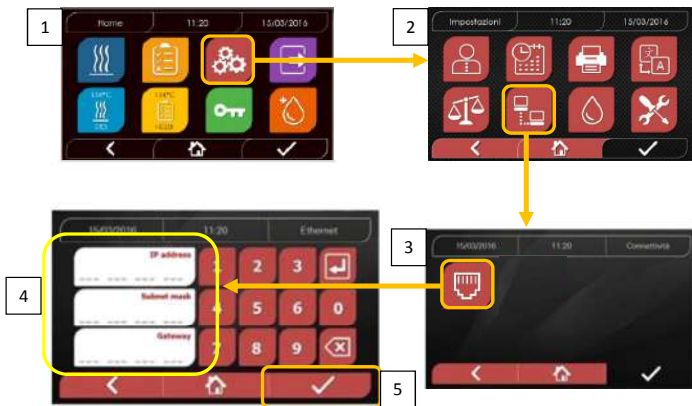 1
Home 11:20 15/03/2016
134°C 134°C
2
Impostazioni 11:20 15/03/2016
A
3
15/03/2016 11:20 Connettività
4
15/03/2016 11:20 Ethernet
IP address
1 2 3
Subnet mask
4 5 6 0
Gateway
7 8 9
5